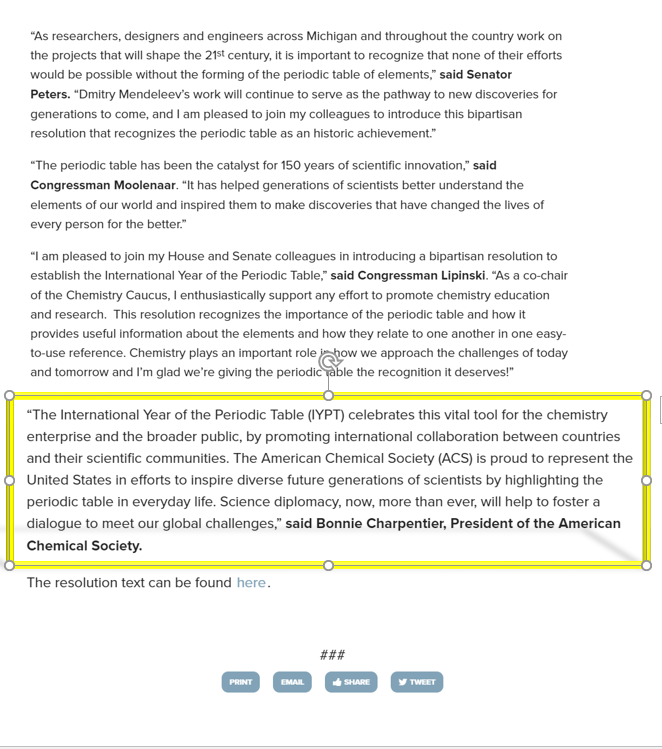 “As researchers, designers and engineers across Michigan and throughout the country work on
the projects that will shape the 21st century, it is important to recognize that none of their efforts
would be possible without the forming of the periodic table of elements,” said Senator
Peters. “Dmitry Mendeleev’s work will continue to serve as the pathway to new discoveries for
generations to come, and I am pleased to join my colleagues to introduce this bipartisan
resolution that recognizes the periodic table as an historic achievement.”
“The periodic table has been the catalyst for 150 years of scientific innovation,” said
Congressman Moolenaar. “It has helped generations of scientists better understand the
elements of our world and inspired them to make discoveries that have changed the lives of
every person for the better.”
“I am pleased to join my House and Senate colleagues in introducing a bipartisan resolution to
establish the International Year of the Periodic Table,” said Congressman Lipinski. “As a co-chair
of the Chemistry Caucus, I enthusiastically support any effort to promote chemistry education
and research.  This resolution recognizes the importance of the periodic table and how it
provides useful information about the elements and how they relate to one another in one easy-
to-use reference. Chemistry plays an important role in how we approach the challenges of today
and tomorrow and I’m glad we’re giving the periodic table the recognition it deserves!”
“The International Year of the Periodic Table (IYPT) celebrates this vital tool for the chemistry
enterprise and the broader public, by promoting international collaboration between countries
and their scientific communities. The American Chemical Society (ACS) is proud to represent the
United States in efforts to inspire diverse future generations of scientists by highlighting the
periodic table in everyday life. Science diplomacy, now, more than ever, will help to foster a
dialogue to meet our global challenges,” said Bonnie Charpentier, President of the American
Chemical Society.
The resolution text can be found here.
###
PRINT EMAIL SHARE TWEET